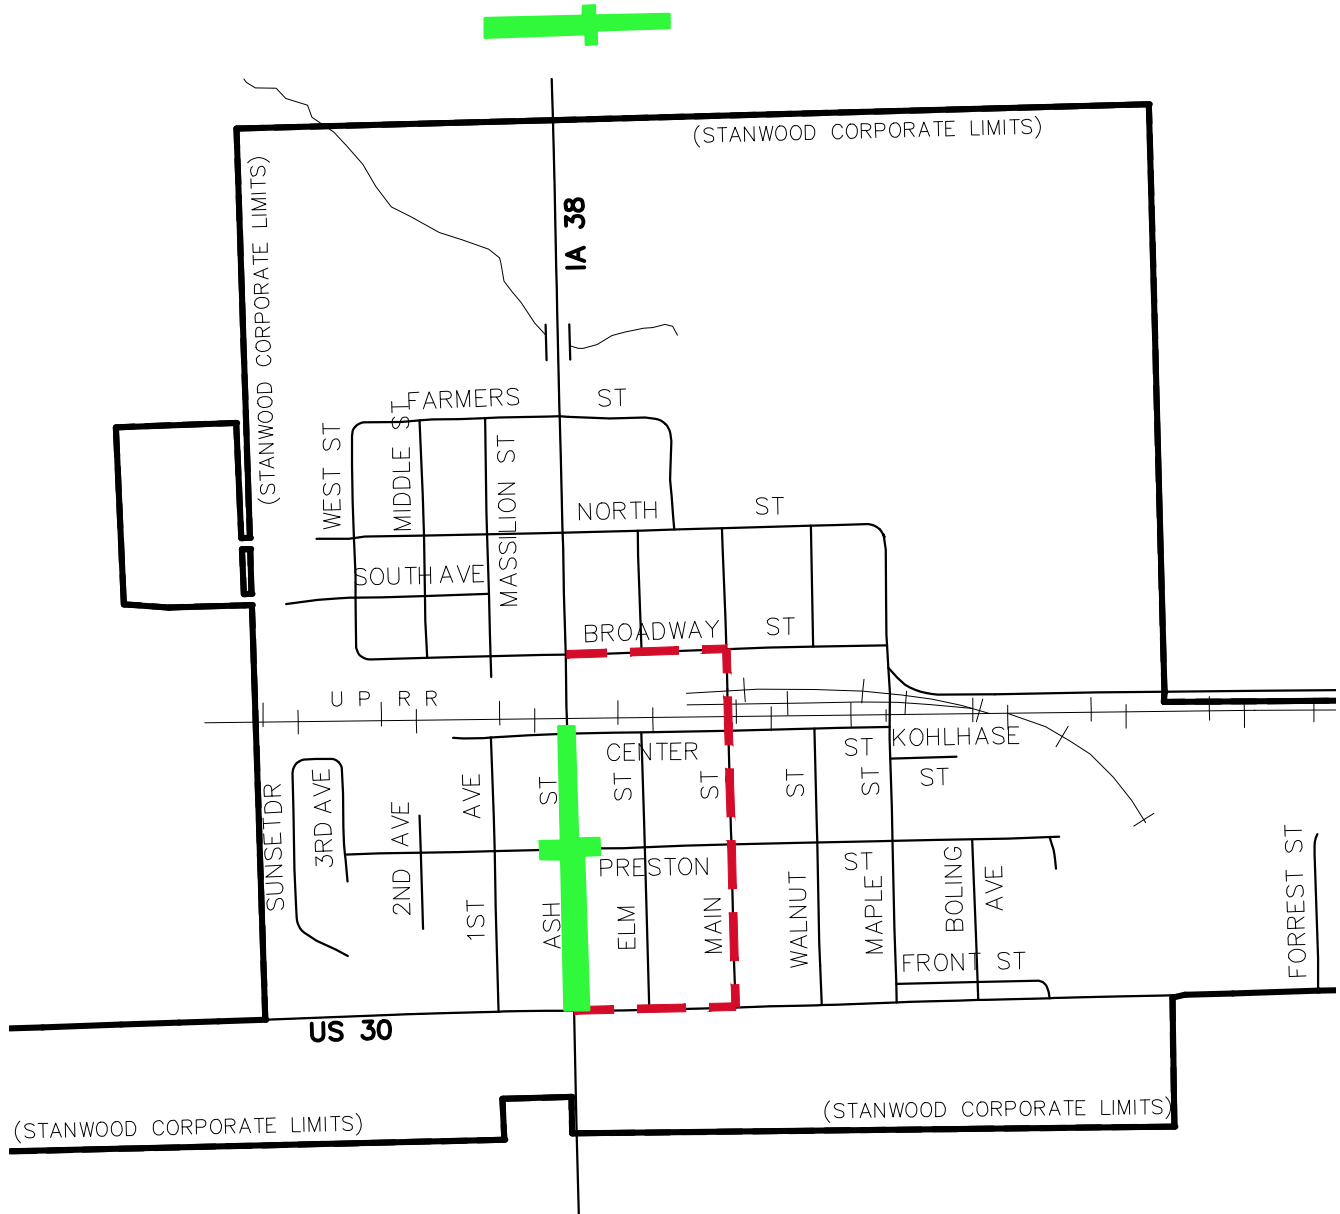 (STANWOOD CORPORATE LIMITS)
(STANWOOD CORPORATE LIMITS)
IA 38
FARMERS ST
WEST ST
MIDDLE ST
MASSILION ST
NORTH ST
SOUTH AVE
BROADWAY ST
U P R R
CENTER ST
KOHLHASE ST
SUNSET DR
3RD AVE
2ND AVE
1ST AVE
ASH ST
ELM ST
MAIN ST
WALNUT ST
MAPLE ST
PRESTON ST
BOLING AVE
FRONT ST
FORREST ST
US 30
(STANWOOD CORPORATE LIMITS)
(STANWOOD CORPORATE LIMITS)